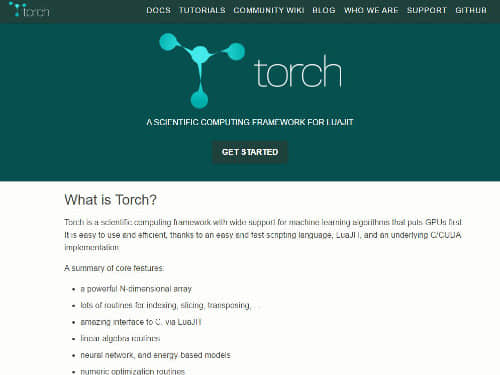 torch
DOCS TUTORIALS COMMUNITY WIKI BLOG WHO WE ARE SUPPORT GITHUB
torch
A SCIENTIFIC COMPUTING FRAMEWORK FOR LUAJIT
GET STARTED
What is Torch?
Torch is a scientific computing framework with wide support for machine learning algorithms that puts GPUs first.
It is easy to use and efficient, thanks to an easy and fast scripting language, LuaJIT, and an underlying C/CUDA
implementation.
A summary of core features:
• a powerful N-dimensional array
• lots of routines for indexing, slicing, transposing, ...
• amazing interface to C, via LuaJIT
• linear algebra routines
• neural network, and energy-based models
• numeric optimization routines